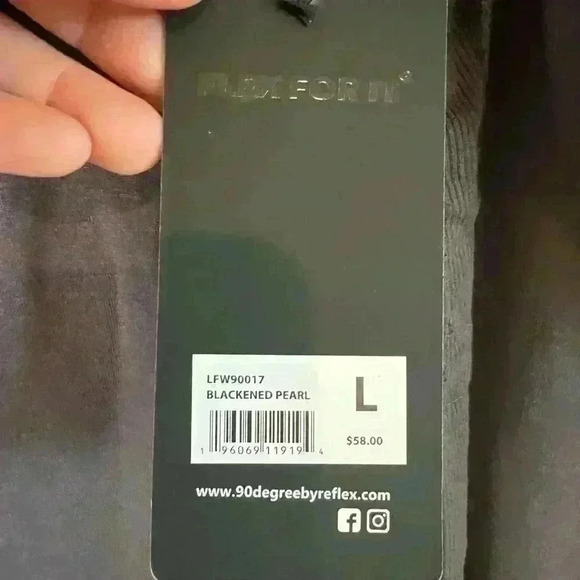 FLEX FOR IT®
LFW90017
BLACKENED PEARL
L
$58.00
1 96069 11919 4
www.90degreebyreflex.com